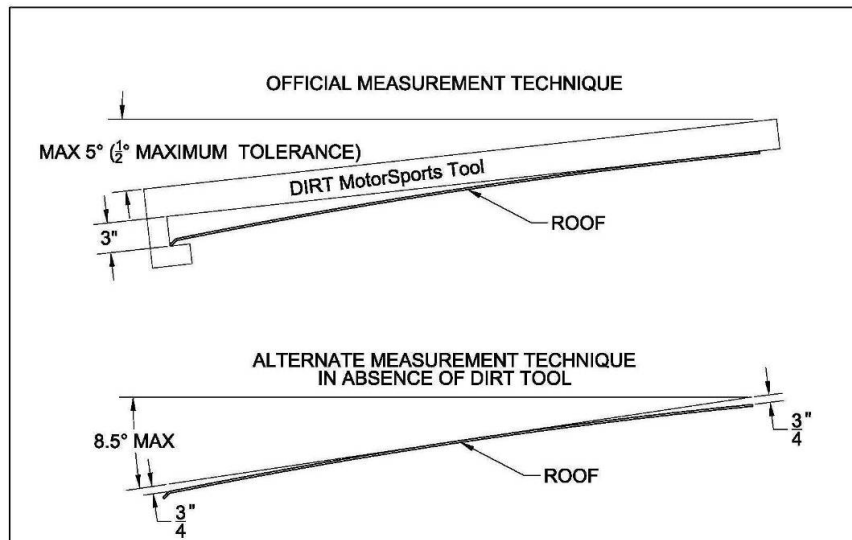 OFFICIAL MEASUREMENT TECHNIQUE
MAX 5° (1/2° MAXIMUM TOLERANCE)
DIRT MotorSports Tool
3"
ROOF
ALTERNATE MEASUREMENT TECHNIQUE
IN ABSENCE OF DIRT TOOL
8.5° MAX
3/4"
ROOF
3/4"